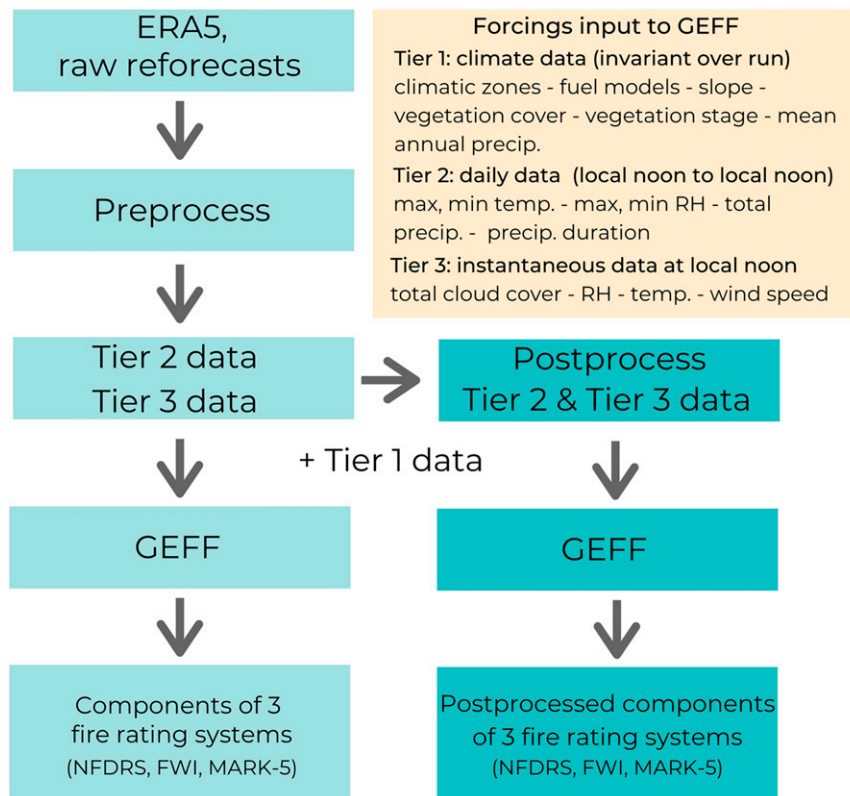 ERA5,
raw reforecasts
Forcings input to GEFF
Tier 1: climate data (invariant over run)
climatic zones - fuel models - slope -
vegetation cover - vegetation stage - mean
annual precip.
Tier 2: daily data (local noon to local noon)
max, min temp. - max, min RH - total
precip. - precip. duration
Tier 3: instantaneous data at local noon
total cloud cover - RH - temp. - wind speed
Preprocess
Tier 2 data
Tier 3 data
Postprocess
Tier 2 & Tier 3 data
+ Tier 1 data
GEFF
GEFF
Components of 3
fire rating systems
(NFDRS, FWI, MARK-5)
Postprocessed components
of 3 fire rating systems
(NFDRS, FWI, MARK-5)